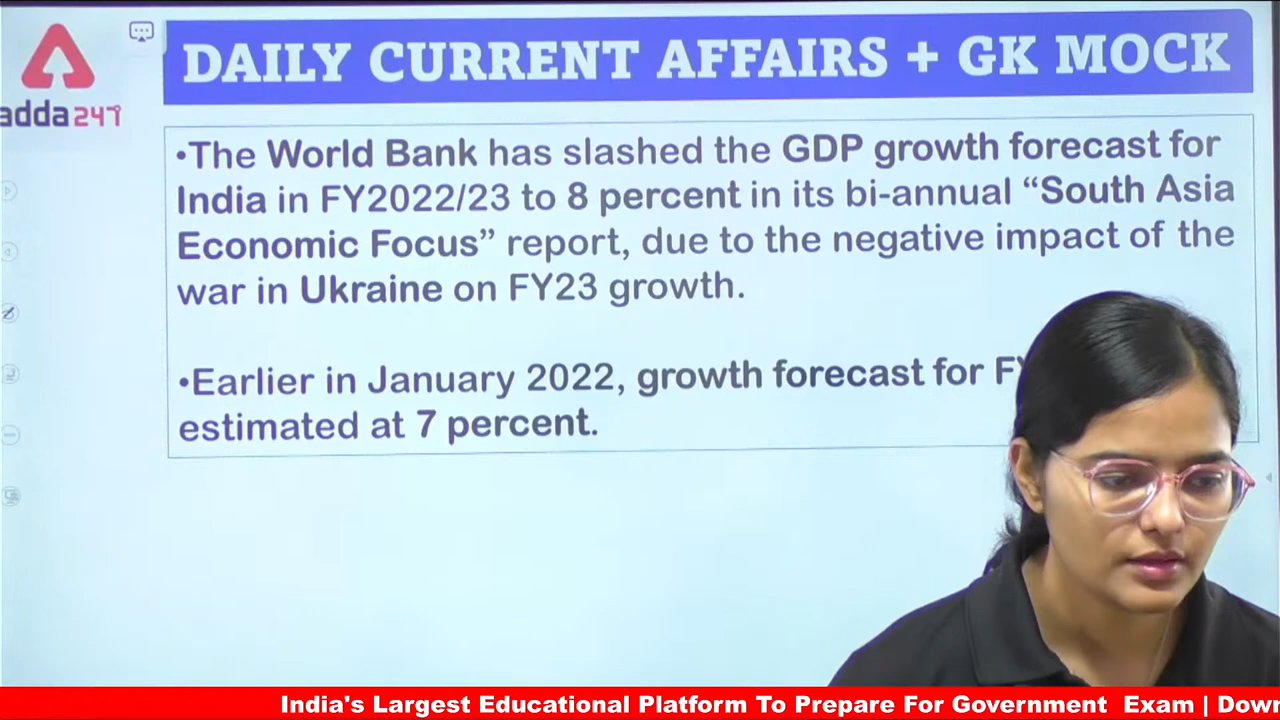 DAILY CURRENT AFFAIRS + GK MOCK
adda247
•The World Bank has slashed the GDP growth forecast for
India in FY2022/23 to 8 percent in its bi-annual “South Asia
Economic Focus” report, due to the negative impact of the
war in Ukraine on FY23 growth.
•Earlier in January 2022, growth forecast for
estimated at 7 percent.
India's Largest Educational Platform To Prepare For Government Exam |